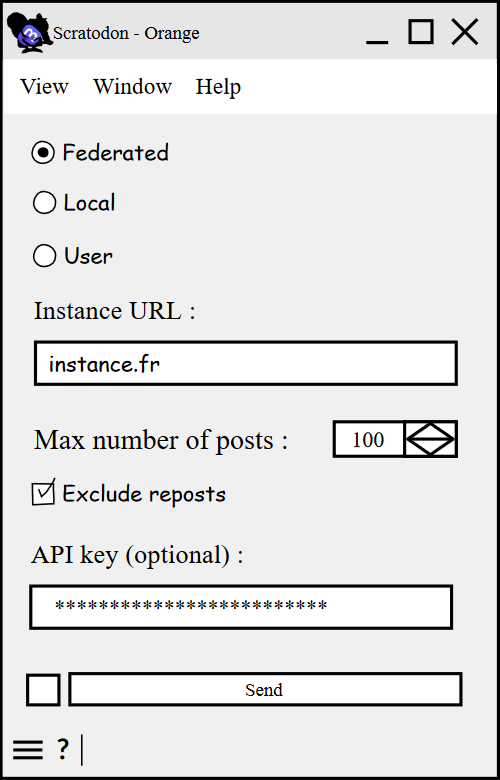 Scratodon - Orange
View Window Help
Federated
Local
User
Instance URL :
instance.fr
Max number of posts : 100
Exclude reposts
API key (optional) :
*************************
Send
?